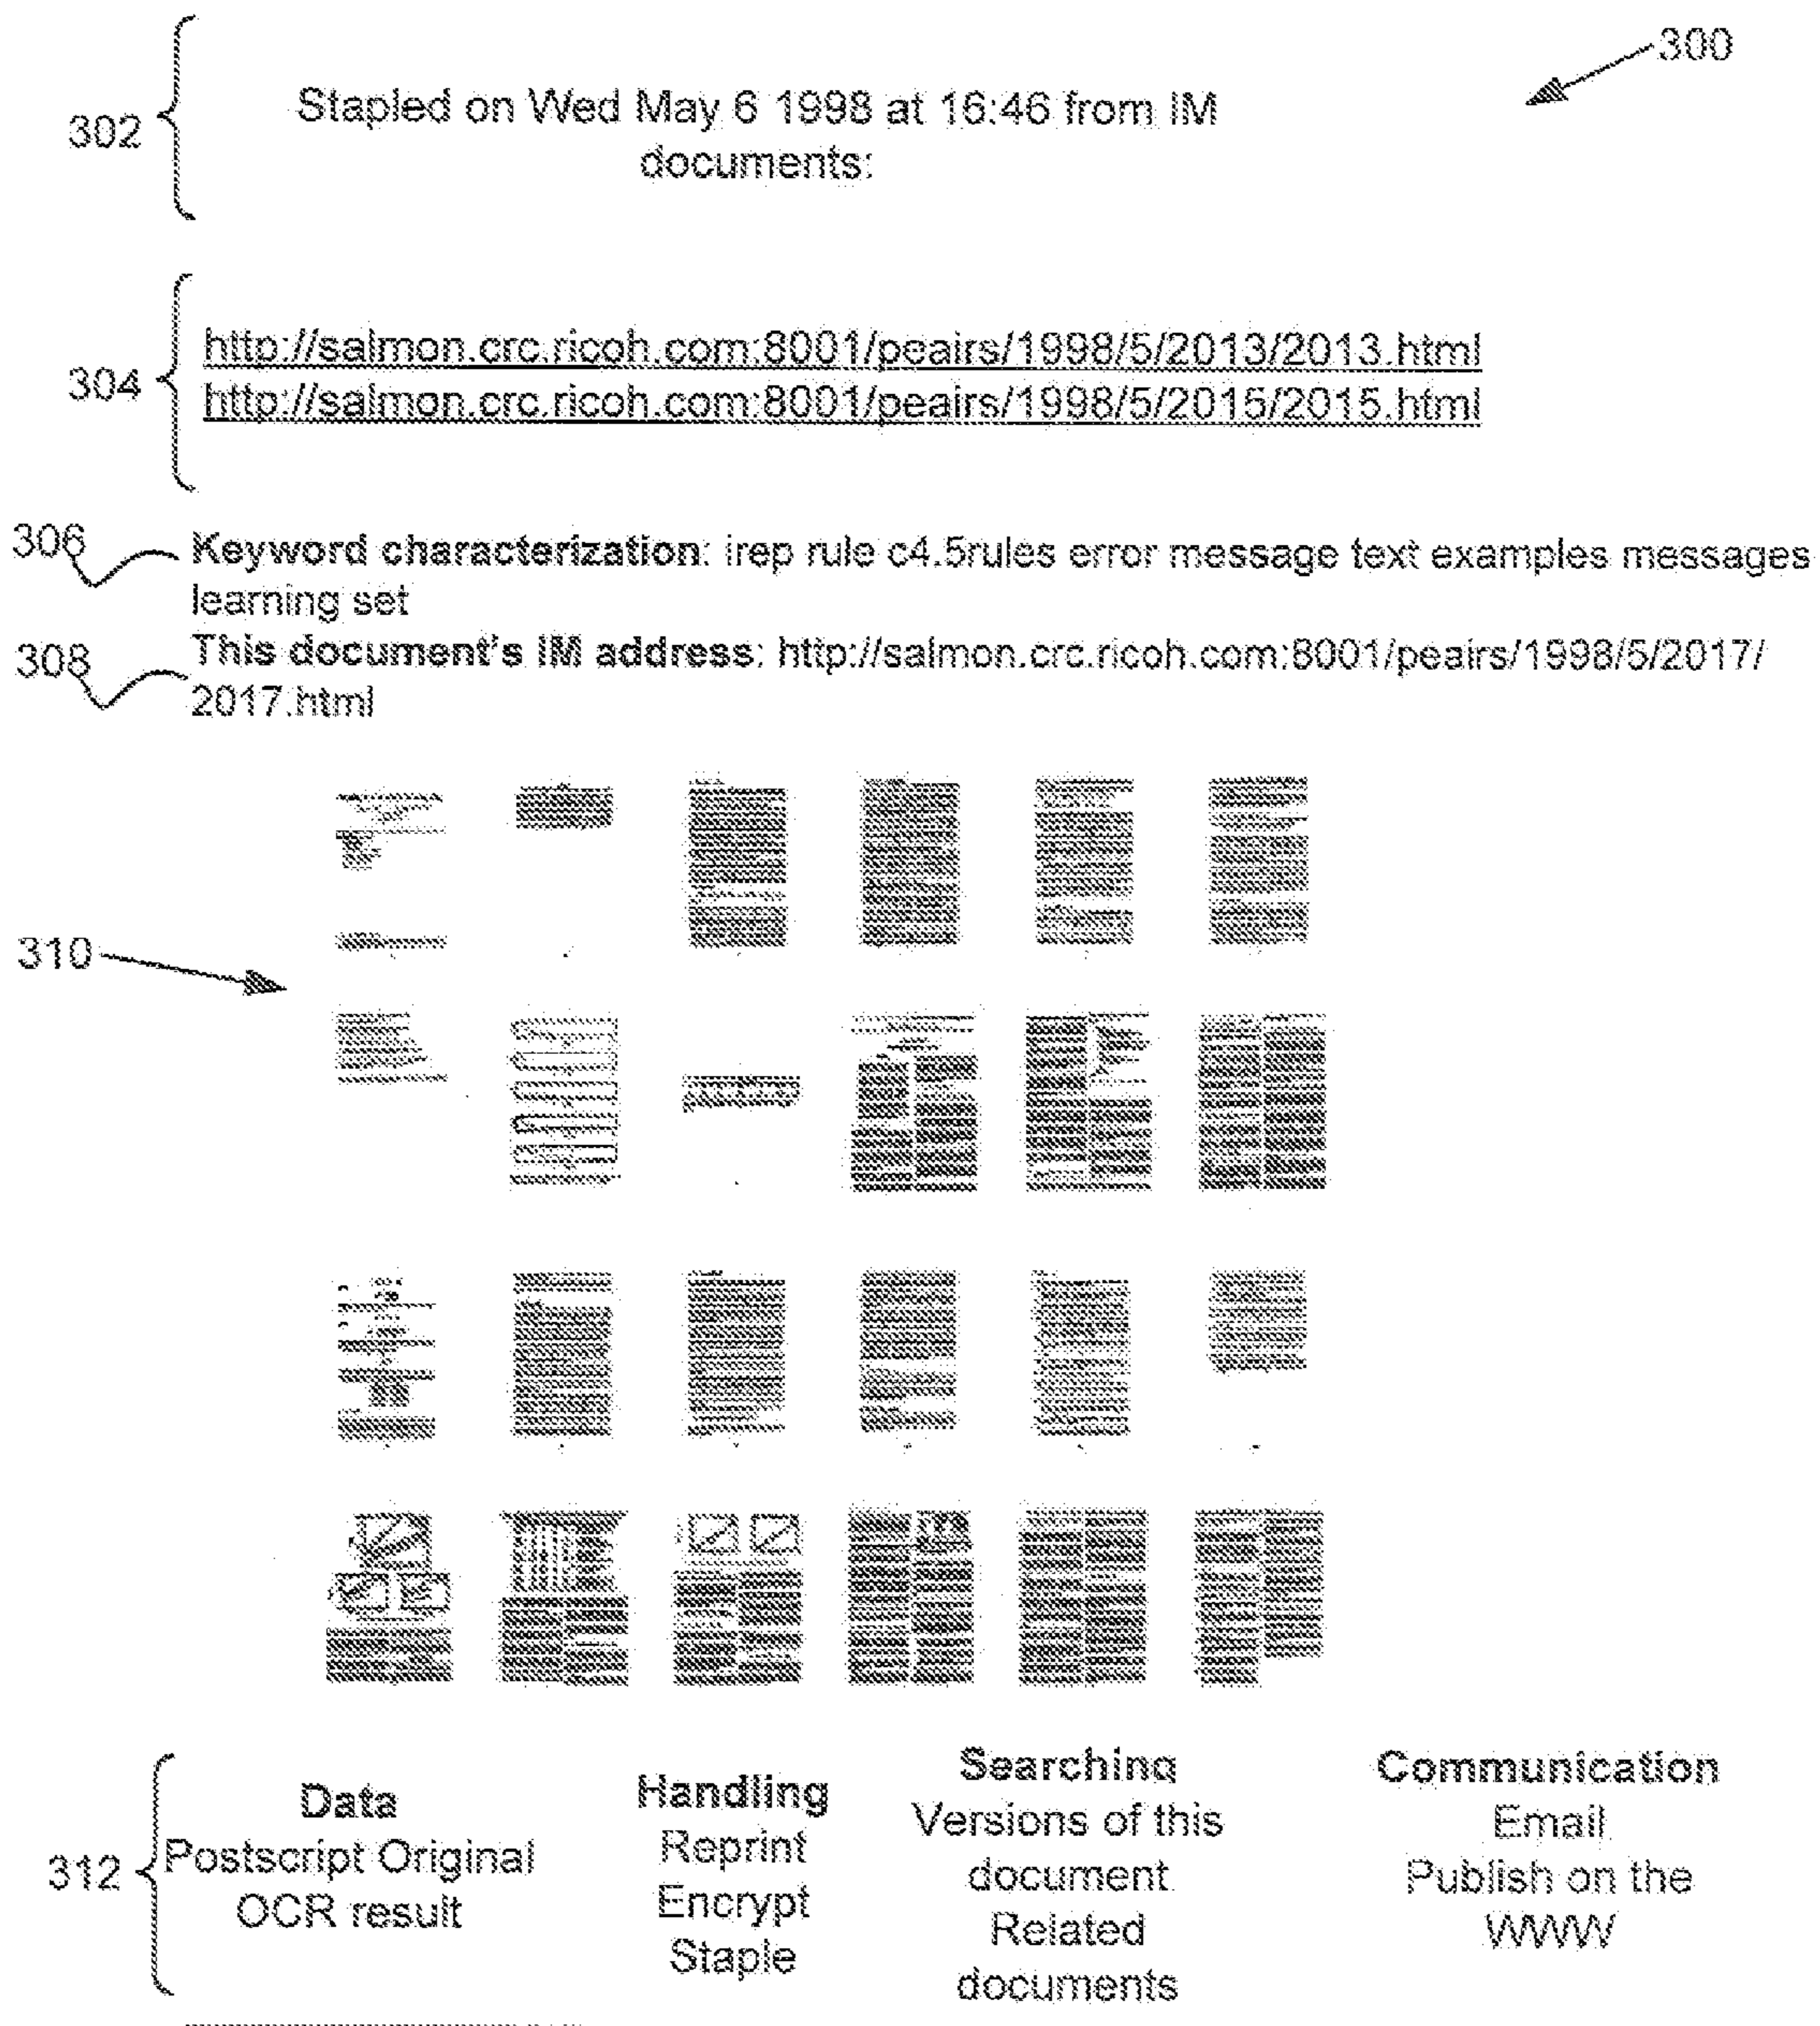 300
302
Stapled on Wed May 6 1998 at 16:46 from IM
documents:
304
http://salmon.crc.ricoh.com:8001/peairs/1998/5/2013/2013.html
http://salmon.crc.ricoh.com:8001/peairs/1998/5/2015/2015.html
306
Keyword characterization: irep rule c4.5rules error message text examples messages
learning set
308
This document's IM address: http://salmon.crc.ricoh.com:8001/peairs/1998/5/2017/
2017.html
310
312
Data
Postscript Original
OCR result
Handling
Reprint
Encrypt
Staple
Searching
Versions of this
document
Related
documents
Communication
Email
Publish on the
WWW